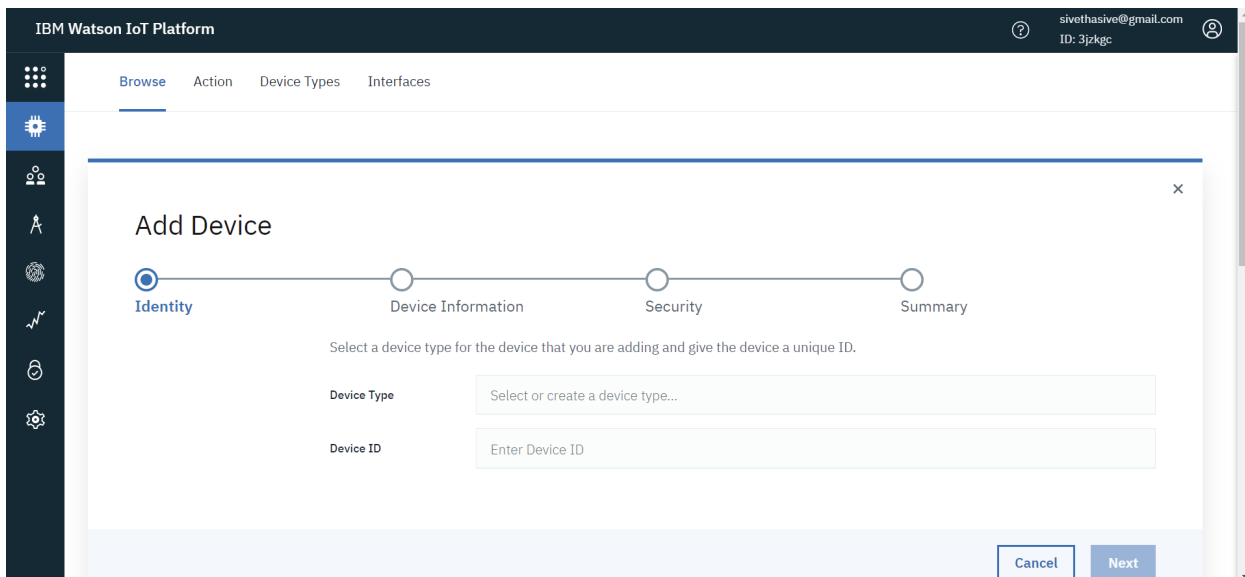 IBM Watson IoT Platform
sivethasive@gmail.com
ID: 3jzkgc
Browse Action Device Types Interfaces
Add Device
Identity Device Information Security Summary
Select a device type for the device that you are adding and give the device a unique ID.
Device Type Select or create a device type...
Device ID Enter Device ID
Cancel Next